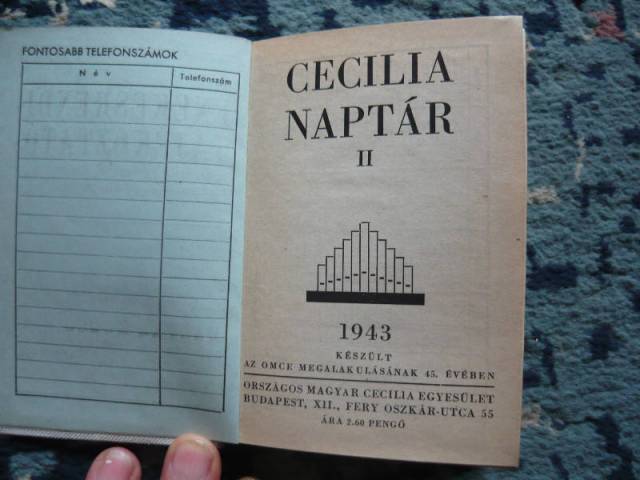 FONTOSABB TELEFONSZÁMOK
Név Telefonszám
CECILIA
NAPTÁR
II
1943
KÉSZÜLT
AZ OMCE MEGALAKULÁSÁNAK 45. ÉVÉBEN
ORSZÁGOS MAGYAR CECILIA EGYESÜLET
BUDAPEST, XII., FERY OSZKÁR-UTCA 55
ÁRA 2.60 PENGŐ